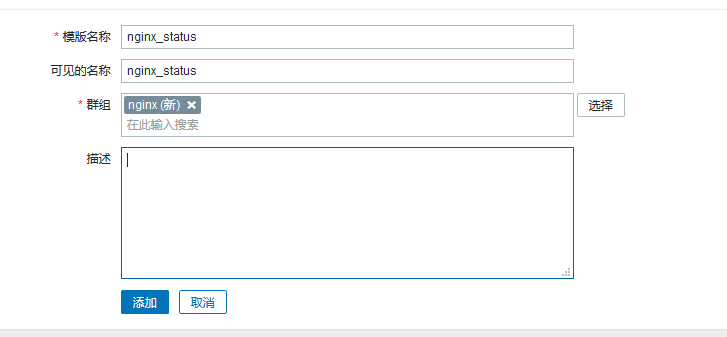 * 模版名称 nginx_status
可见的名称 nginx_status
* 群组 nginx (新) ✖ 选择
在此输入搜索
描述
添加 取消